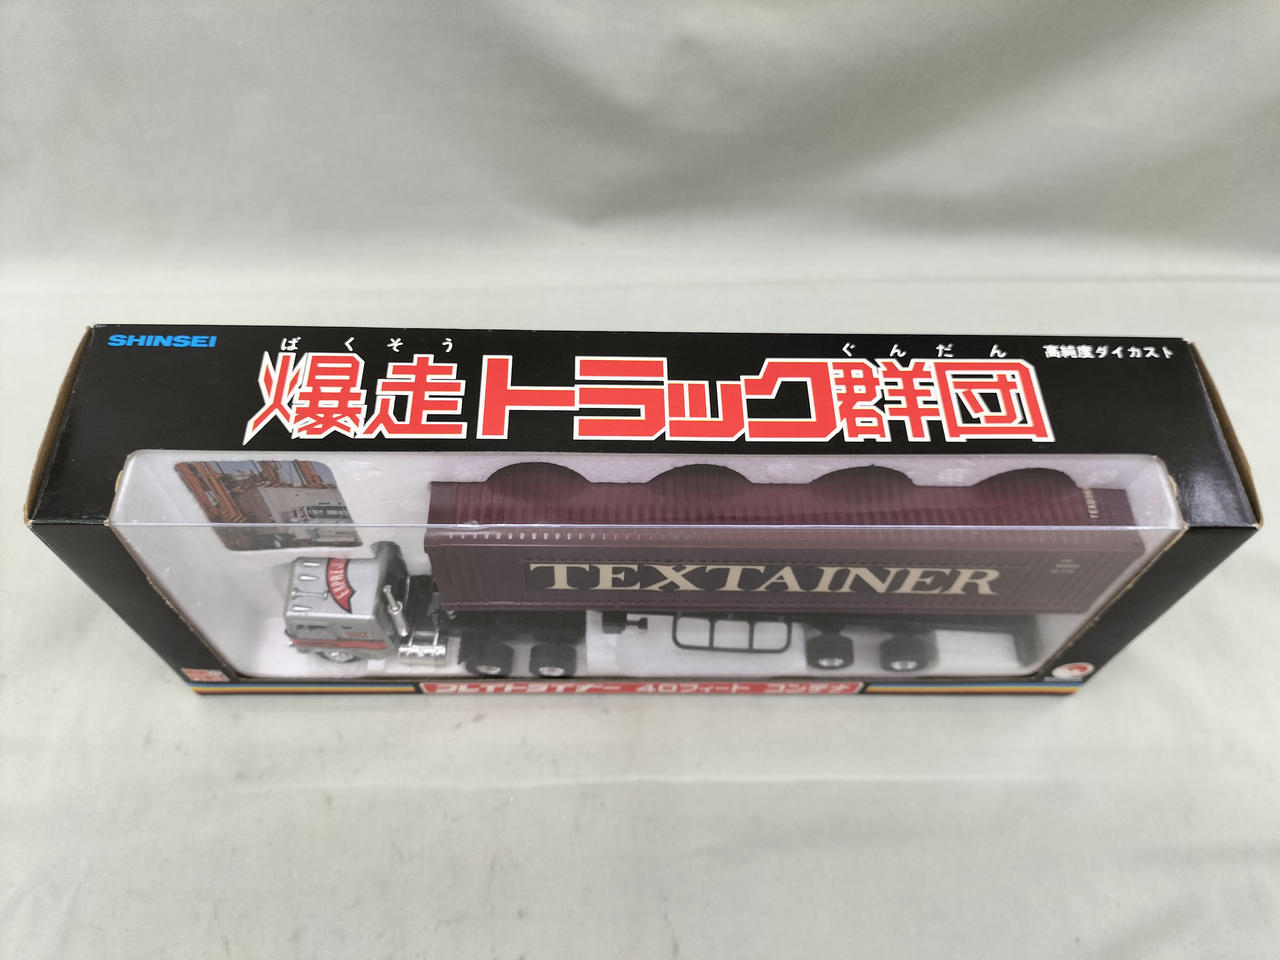 SHINSEI
ばくそう
ぐんだん
高純度ダイカスト
爆走トラック群団
EXPRE
TEXTAINER
フレイトライナー 40フィート コンテナ